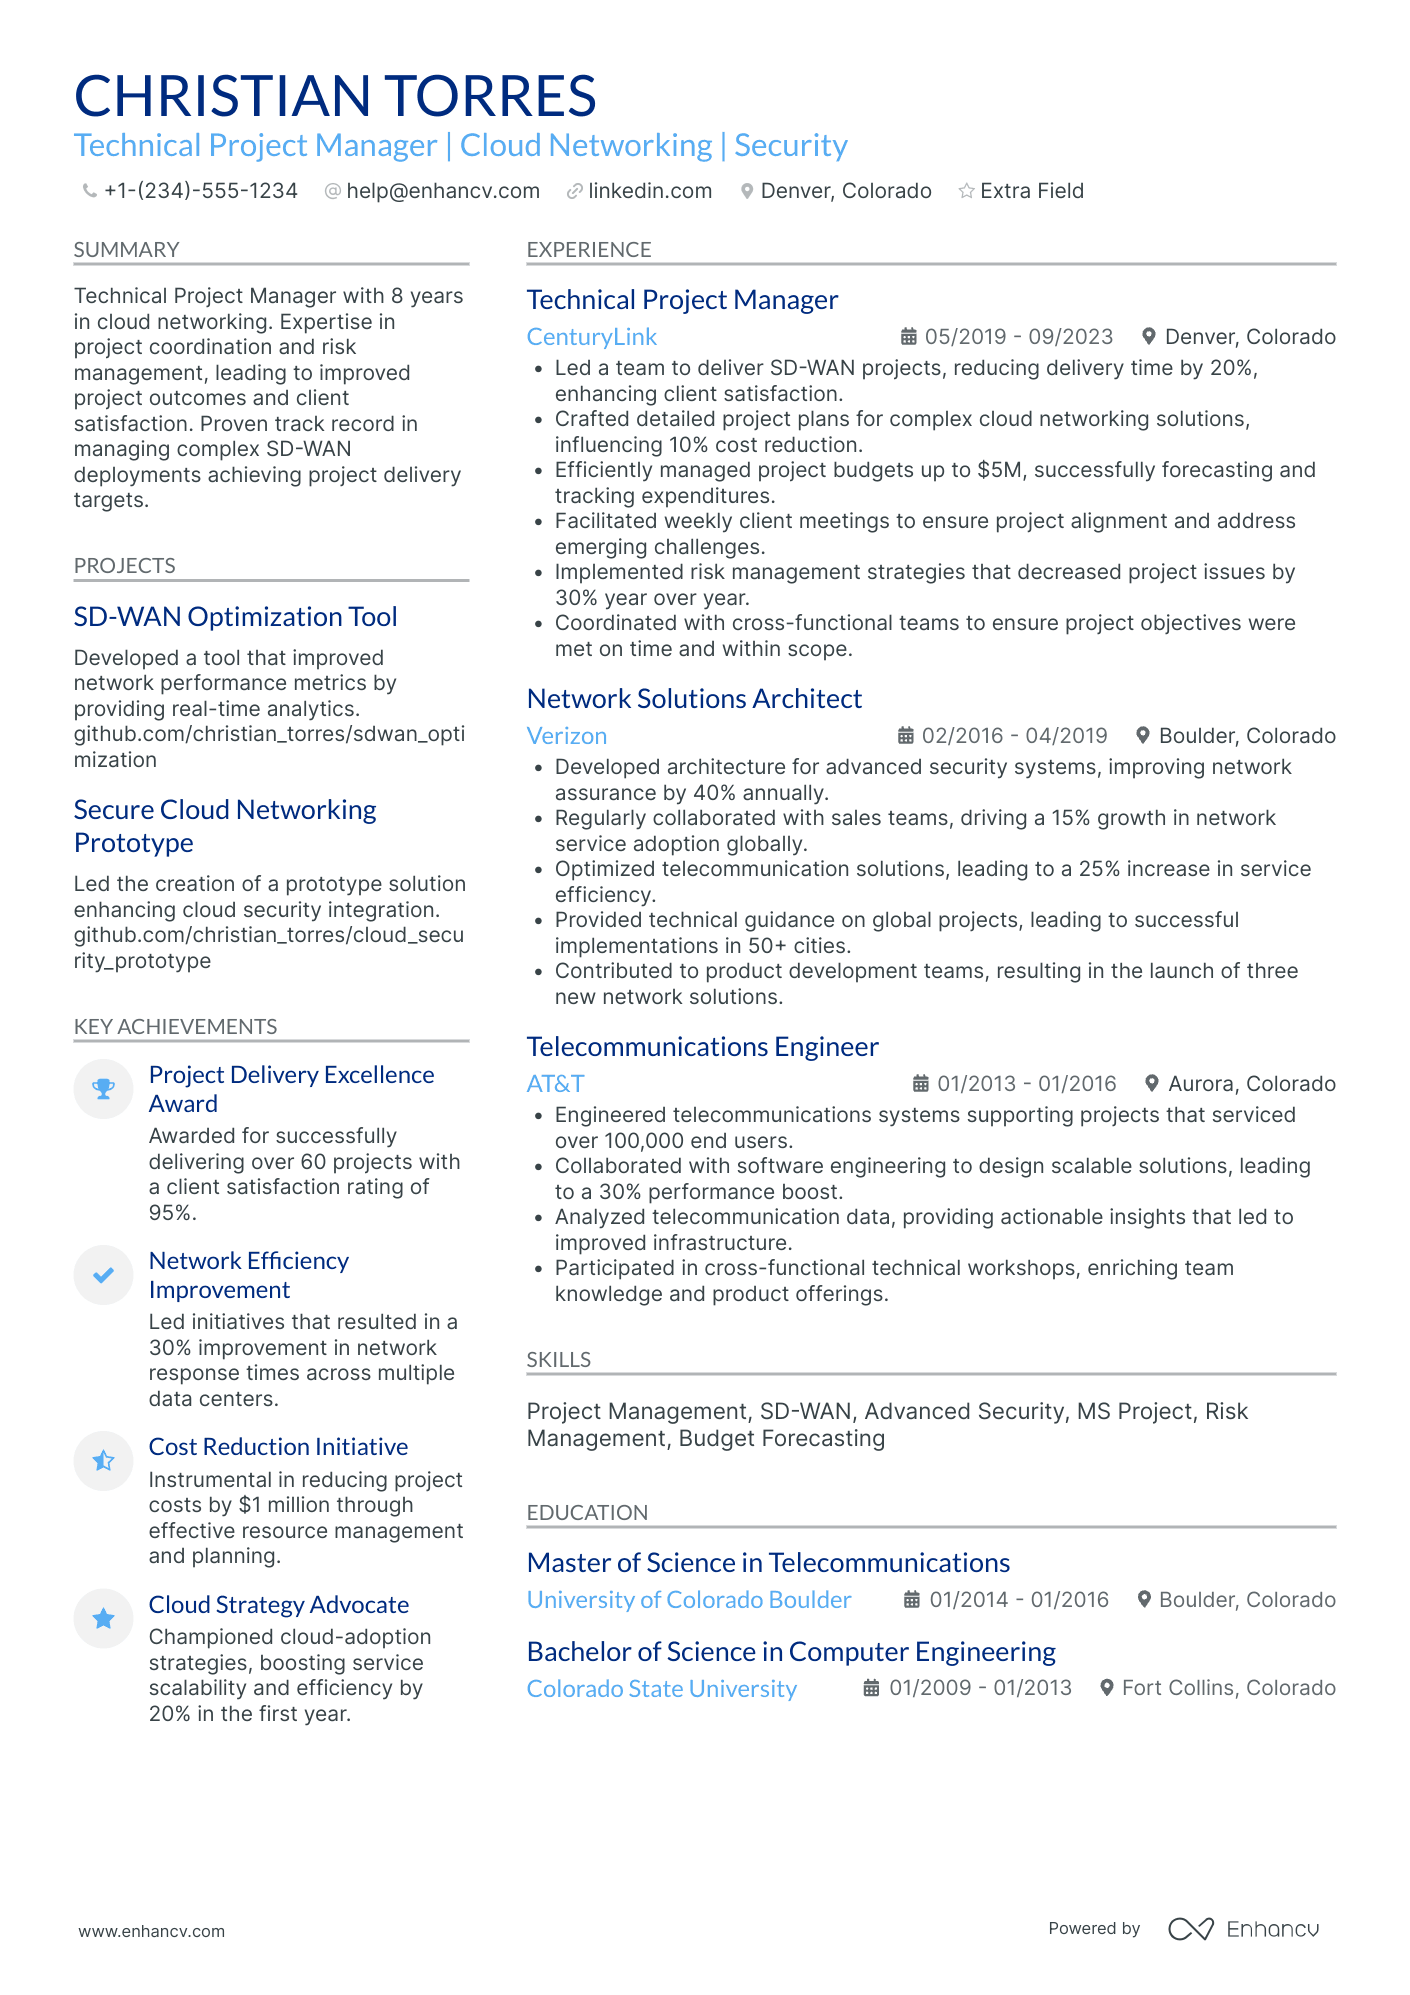 CHRISTIAN TORRES
Technical Project Manager | Cloud Networking | Security
+1-(234)-555-1234 help@enhancv.com linkedin.com Denver, Colorado Extra Field
SUMMARY
Technical Project Manager with 8 years
in cloud networking. Expertise in
project coordination and risk
management, leading to improved
project outcomes and client
satisfaction. Proven track record in
managing complex SD-WAN
deployments achieving project delivery
targets.
PROJECTS
SD-WAN Optimization Tool
Developed a tool that improved
network performance metrics by
providing real-time analytics.
github.com/christian_torres/sdwan_opti
mization
Secure Cloud Networking
Prototype
Led the creation of a prototype solution
enhancing cloud security integration.
github.com/christian_torres/cloud_secu
rity_prototype
KEY ACHIEVEMENTS
Project Delivery Excellence
Award
Awarded for successfully
delivering over 60 projects with
a client satisfaction rating of
95%.
Network Efficiency
Improvement
Led initiatives that resulted in a
30% improvement in network
response times across multiple
data centers.
Cost Reduction Initiative
Instrumental in reducing project
costs by $1 million through
effective resource management
and planning.
Cloud Strategy Advocate
Championed cloud-adoption
strategies, boosting service
scalability and efficiency by
20% in the first year.
EXPERIENCE
Technical Project Manager
CenturyLink 05/2019 - 09/2023 Denver, Colorado
• Led a team to deliver SD-WAN projects, reducing delivery time by 20%,
enhancing client satisfaction.
• Crafted detailed project plans for complex cloud networking solutions,
influencing 10% cost reduction.
• Efficiently managed project budgets up to $5M, successfully forecasting and
tracking expenditures.
• Facilitated weekly client meetings to ensure project alignment and address
emerging challenges.
• Implemented risk management strategies that decreased project issues by
30% year over year.
• Coordinated with cross-functional teams to ensure project objectives were
met on time and within scope.
Network Solutions Architect
Verizon 02/2016 - 04/2019 Boulder, Colorado
• Developed architecture for advanced security systems, improving network
assurance by 40% annually.
• Regularly collaborated with sales teams, driving a 15% growth in network
service adoption globally.
• Optimized telecommunication solutions, leading to a 25% increase in service
efficiency.
• Provided technical guidance on global projects, leading to successful
implementations in 50+ cities.
• Contributed to product development teams, resulting in the launch of three
new network solutions.
Telecommunications Engineer
AT&T 01/2013 - 01/2016 Aurora, Colorado
• Engineered telecommunications systems supporting projects that serviced
over 100,000 end users.
• Collaborated with software engineering to design scalable solutions, leading
to a 30% performance boost.
• Analyzed telecommunication data, providing actionable insights that led to
improved infrastructure.
• Participated in cross-functional technical workshops, enriching team
knowledge and product offerings.
SKILLS
Project Management, SD-WAN, Advanced Security, MS Project, Risk
Management, Budget Forecasting
EDUCATION
Master of Science in Telecommunications
University of Colorado Boulder 01/2014 - 01/2016 Boulder, Colorado
Bachelor of Science in Computer Engineering
Colorado State University 01/2009 - 01/2013 Fort Collins, Colorado
www.enhancv.com Powered by Enhancv